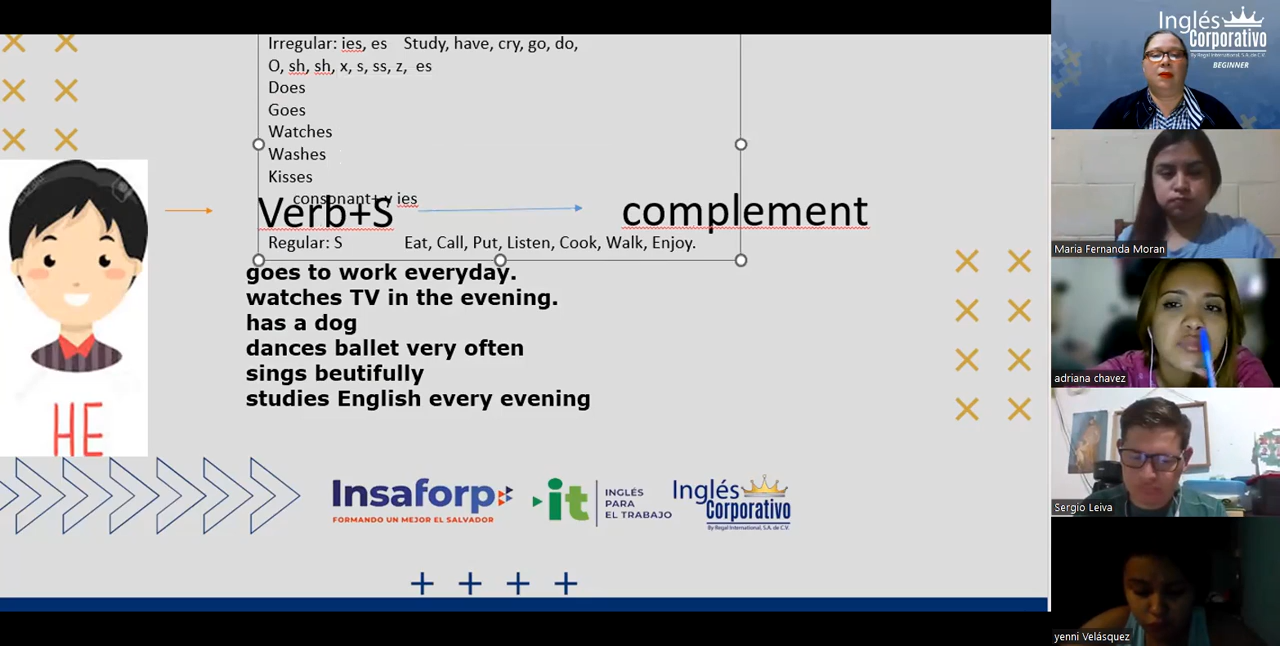 Irregular: ies, es Study, have, cry, go, do,
O, sh, sh, x, s, ss, z, es
Does
Goes
Watches
Washes
Kisses
consonant+ y ies
Verb+S complement
Regular: S Eat, Call, Put, Listen, Cook, Walk, Enjoy.
goes to work everyday.
watches TV in the evening.
has a dog
dances ballet very often
sings beutifully
studies English every evening
HE
Insaforp
FORMANDO UN MEJOR EL SALVADOR
it
INGLÉS
PARA
EL TRABAJO
Inglés
Corporativo
By Regal International, S.A. de C.V.
Inglés
Corporativo
By Regal International, S.A. de C.V.
BEGINNER
Maria Fernanda Moran
adriana chavez
Sergio Leiva
yenni Velásquez